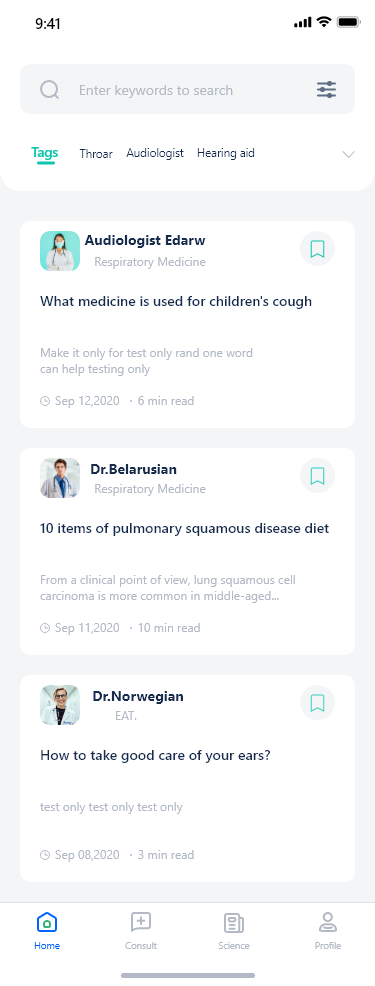 9:41
Enter keywords to search
Tags Throar Audiologist Hearing aid
Audiologist Edarw
Respiratory Medicine
What medicine is used for children's cough
Make it only for test only rand one word
can help testing only
Sep 12,2020 · 6 min read
Dr.Belarusian
Respiratory Medicine
10 items of pulmonary squamous disease diet
From a clinical point of view, lung squamous cell
carcinoma is more common in middle-aged...
Sep 11,2020 · 10 min read
Dr.Norwegian
EAT.
How to take good care of your ears?
test only test only test only
Sep 08,2020 · 3 min read
Home Consult Science Profile